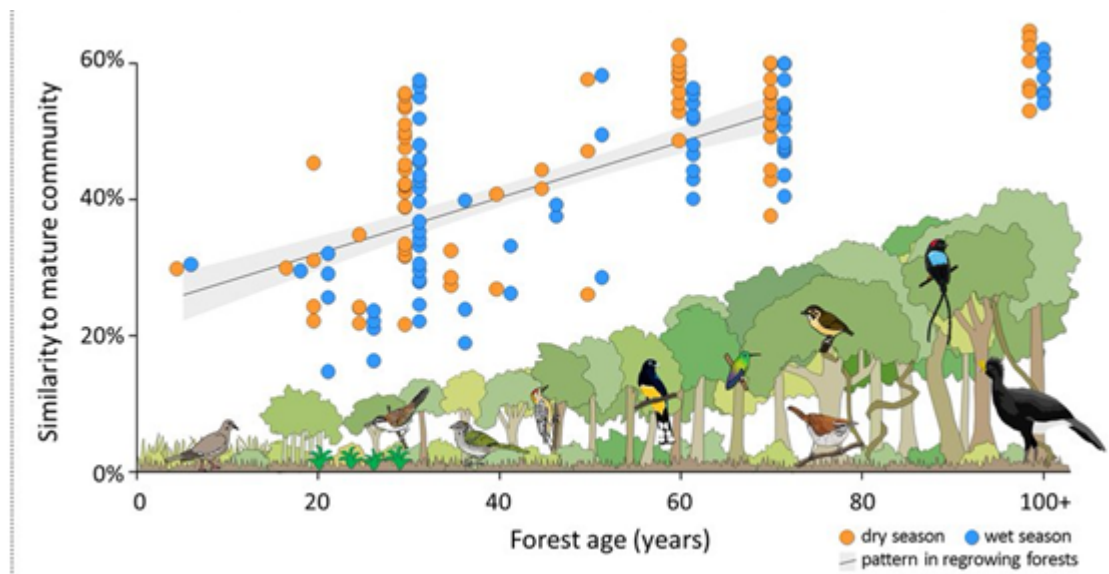 Similarity to mature community
60%
40%
20%
0%
0 20 40 60 80 100+
Forest age (years)
dry season wet season
pattern in regrowing forests